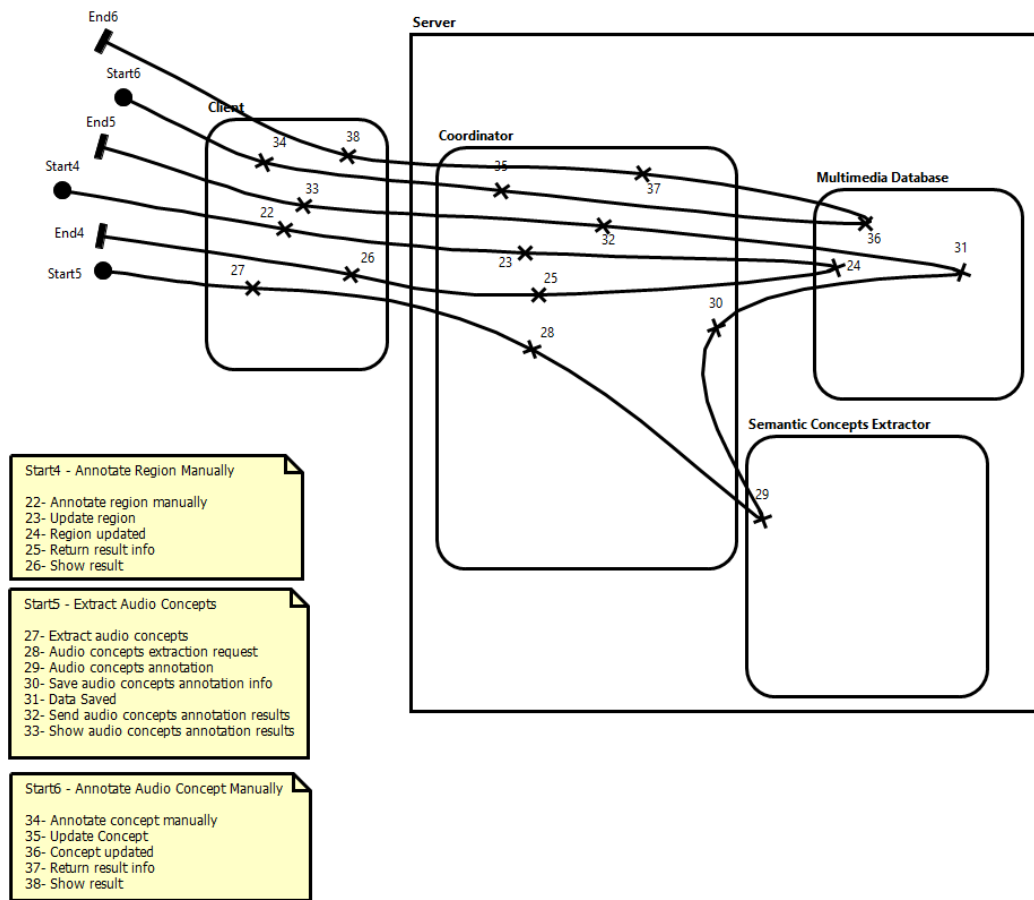 End6
Server
Start6
Client
End5
34
38
Coordinator
35
37
Multimedia Database
Start4
33
22
32
36
31
End4
23
24
26
Start5
27
25
30
28
Semantic Concepts Extractor
29
Start4 - Annotate Region Manually
22- Annotate region manually
23- Update region
24- Region updated
25- Return result info
26- Show result
Start5 - Extract Audio Concepts
27- Extract audio concepts
28- Audio concepts extraction request
29- Audio concepts annotation
30- Save audio concepts annotation info
31- Data Saved
32- Send audio concepts annotation results
33- Show audio concepts annotation results
Start6 - Annotate Audio Concept Manually
34- Annotate concept manually
35- Update Concept
36- Concept updated
37- Return result info
38- Show result